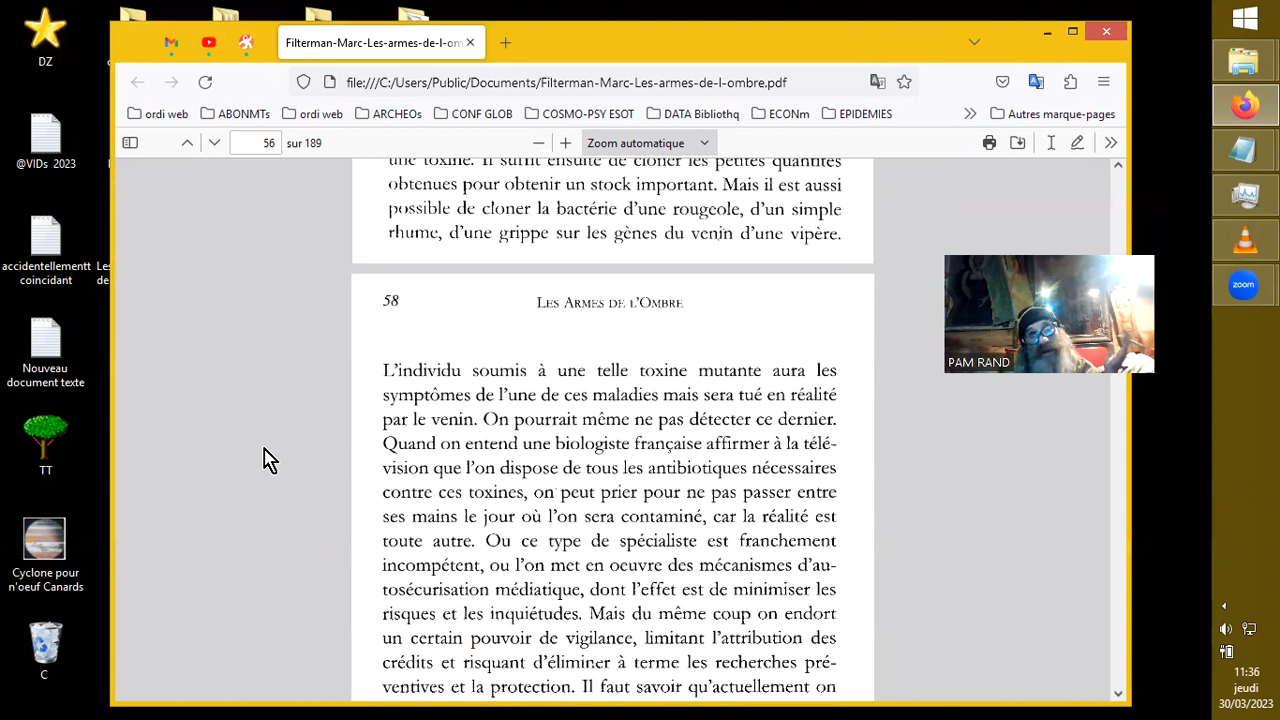 DZ
@VIDs 2023
accidentellementt
coincidant
Les
de
Nouveau
document texte
TT
Cyclone pour
n'oeuf Canards
C
Filterman-Marc-Les-armes-de-l-om
file:///C:/Users/Public/Documents/Filterman-Marc-Les-armes-de-l-ombre.pdf
ordi web
ABONMTs
ordi web
ARCHEOs
CONF GLOB
COSMO-PSY ESOT
DATA Bibliothq
ECONm
EPIDEMIES
Autres marque-pages
56 sur 189
Zoom automatique
une toxine. Il suffit ensuite de cloner les petites quantités
obtenues pour obtenir un stock important. Mais il est aussi
possible de cloner la bactérie d'une rougeole, d'un simple
rhume, d'une grippe sur les gènes du venin d'une vipère.
58 LES ARMES DE L'OMBRE
L'individu soumis à une telle toxine mutante aura les
symptômes de l'une de ces maladies mais sera tué en réalité
par le venin. On pourrait même ne pas détecter ce dernier.
Quand on entend une biologiste française affirmer à la télé-
vision que l'on dispose de tous les antibiotiques nécessaires
contre ces toxines, on peut prier pour ne pas passer entre
ses mains le jour où l'on sera contaminé, car la réalité est
toute autre. Ou ce type de spécialiste est franchement
incompétent, ou l'on met en oeuvre des mécanismes d'au-
tosécurisation médiatique, dont l'effet est de minimiser les
risques et les inquiétudes. Mais du même coup on endort
un certain pouvoir de vigilance, limitant l'attribution des
crédits et risquant d'éliminer à terme les recherches pré-
ventives et la protection. Il faut savoir qu'actuellement on
PAM RAND
zoom
11:36
jeudi
30/03/2023